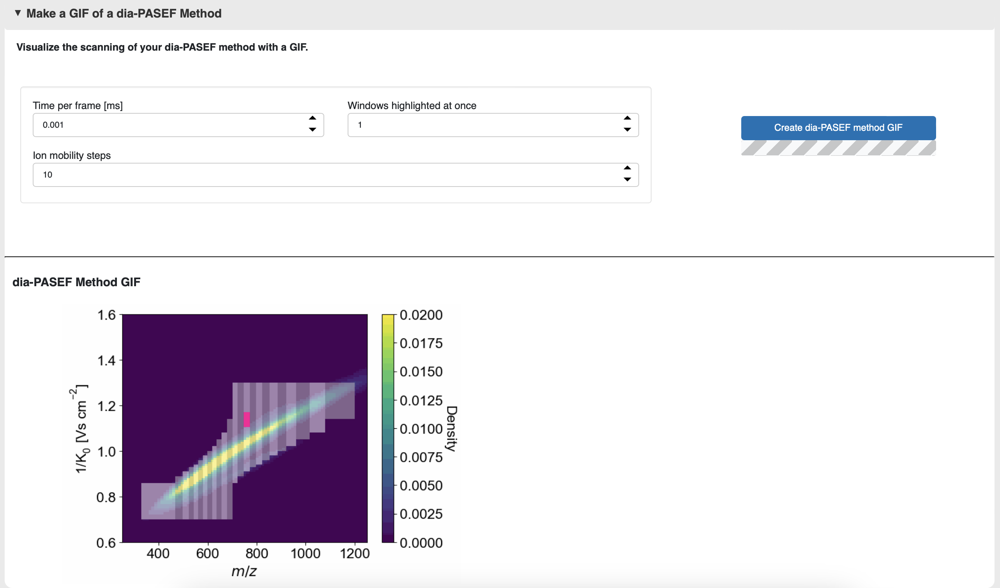 ▼ Make a GIF of a dia-PASEF Method
Visualize the scanning of your dia-PASEF method with a GIF.
Time per frame [ms]
Windows highlighted at once
0.001
1
Create dia-PASEF method GIF
Ion mobility steps
10
dia-PASEF Method GIF
1.6
1.4
1.2
1.0
0.8
0.6
1/K₀ [Vs cm⁻²]
400 600 800 1000 1200
m/z
0.0200
0.0175
0.0150
0.0125
0.0100
0.0075
0.0050
0.0025
0.0000
Density